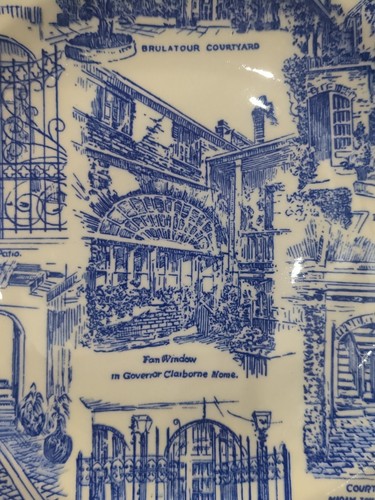 BRULATOUR COURTYARD
Patio.
Fan Window
in Governor Claiborne Home.
COURT